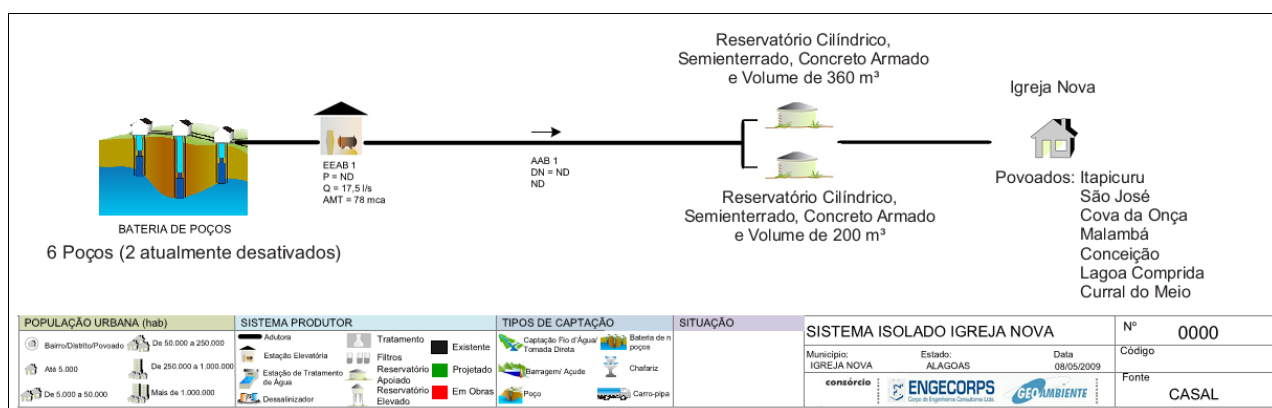 Reservatório Cilíndrico,
Semienterrado, Concreto Armado
e Volume de 360 m³
Igreja Nova
EEAB 1
P = ND
Q = 17,5 l/s
AMT = 78 mca
AAB 1
DN = ND
ND
BATERIA DE POÇOS
6 Poços (2 atualmente desativados)
Reservatório Cilíndrico,
Semienterrado, Concreto Armado
e Volume de 200 m³
Povoados: Itapicuru
São José
Cova da Onça
Malambá
Conceição
Lagoa Comprida
Curral do Meio
POPULAÇÃO URBANA (hab)
Bairro/Distrito/Povoado
De 50.000 a 250.000
Até 5.000
De 250.000 a 1.000.000
De 5.000 a 50.000
Mais de 1.000.000
SISTEMA PRODUTOR
Adutora
Estação Elevatória
Estação de Tratamento
de Água
Dessalinizador
Tratamento
Filtros
Reservatório
Apoiado
Reservatório
Elevado
Existente
Projetado
Em Obras
TIPOS DE CAPTAÇÃO
Captação Fio d'Água/
Tomada Direta
Barragem/ Açude
Poço
Bateria de n
poços
Chafariz
Carro-pipa
SITUAÇÃO
SISTEMA ISOLADO IGREJA NOVA
Nº
0000
Município:
IGREJA NOVA
Estado:
ALAGOAS
Data
08/05/2009
Código
consórcio
ENGECORPS
Corpo de Engenheiros Consultores Ltda.
GEOAMBIENTE
Fonte
CASAL